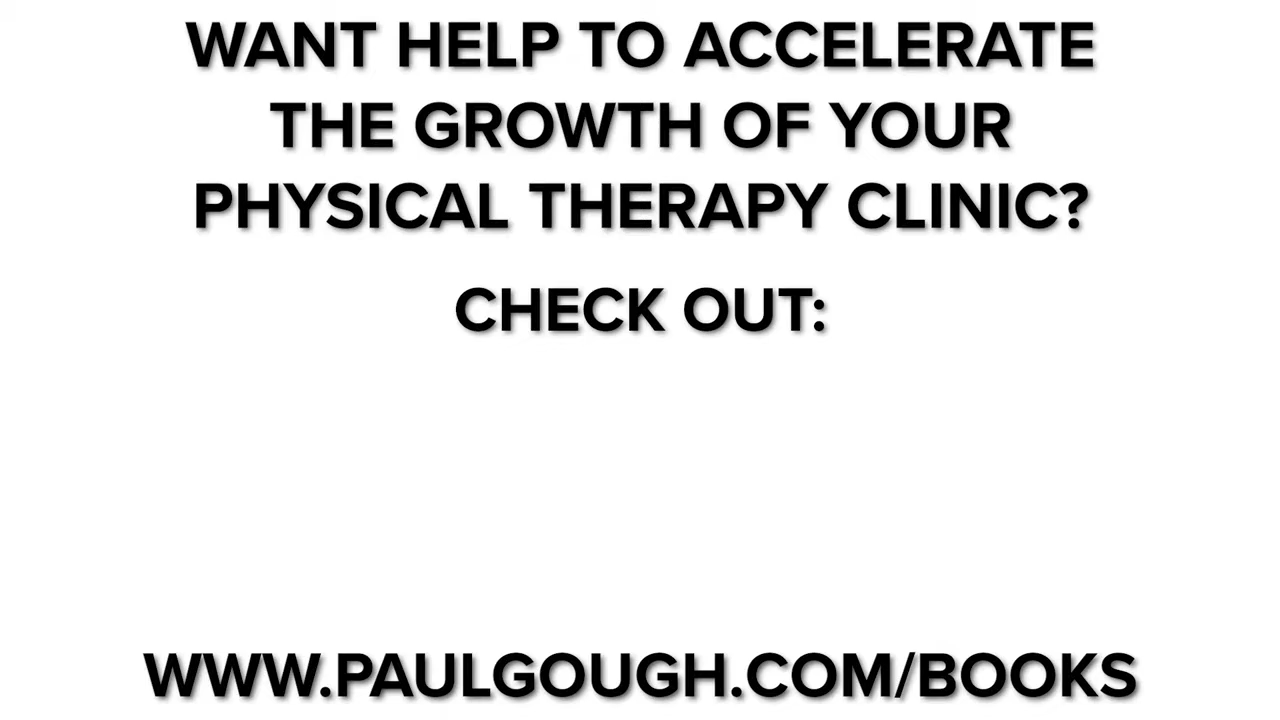 WANT HELP TO ACCELERATE
THE GROWTH OF YOUR
PHYSICAL THERAPY CLINIC?
CHECK OUT:
WWW.PAULGOUGH.COM/BOOKS